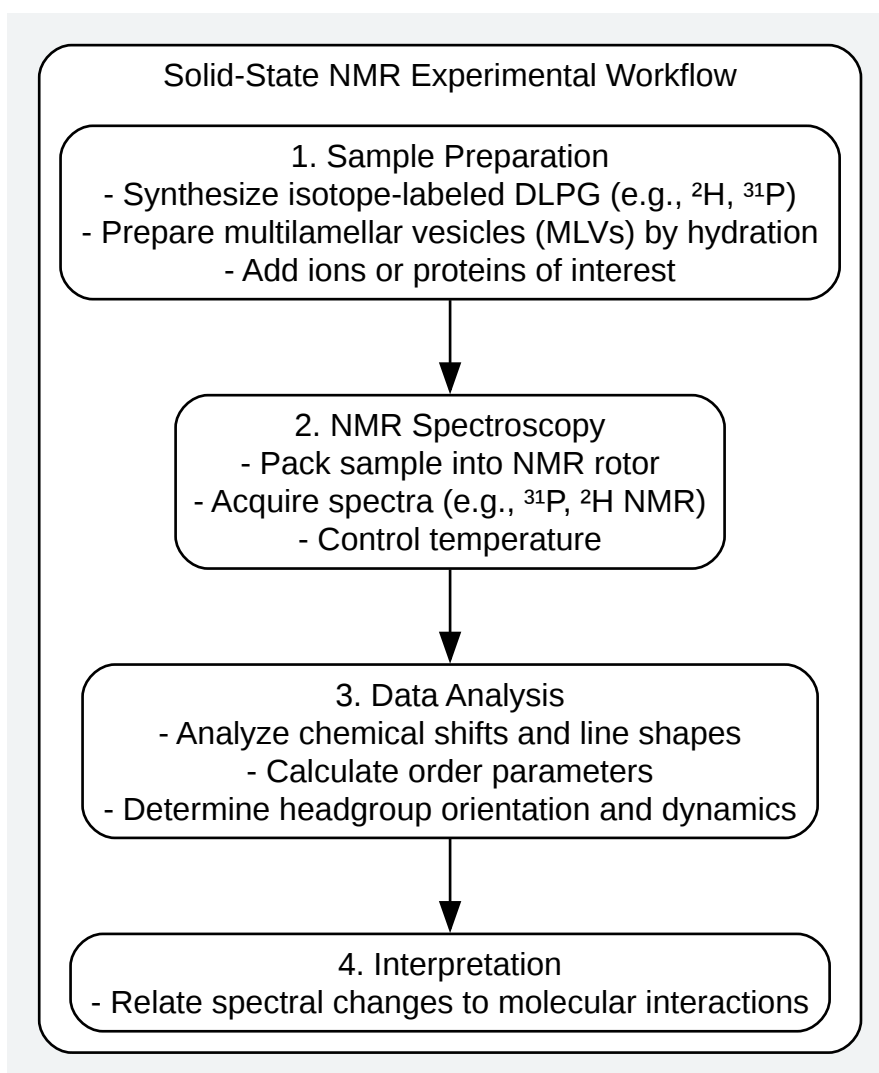 Solid-State NMR Experimental Workflow
1. Sample Preparation
- Synthesize isotope-labeled DLPG (e.g., ²H, ³¹P)
- Prepare multilamellar vesicles (MLVs) by hydration
- Add ions or proteins of interest
2. NMR Spectroscopy
- Pack sample into NMR rotor
- Acquire spectra (e.g., ³¹P, ²H NMR)
- Control temperature
3. Data Analysis
- Analyze chemical shifts and line shapes
- Calculate order parameters
- Determine headgroup orientation and dynamics
4. Interpretation
- Relate spectral changes to molecular interactions